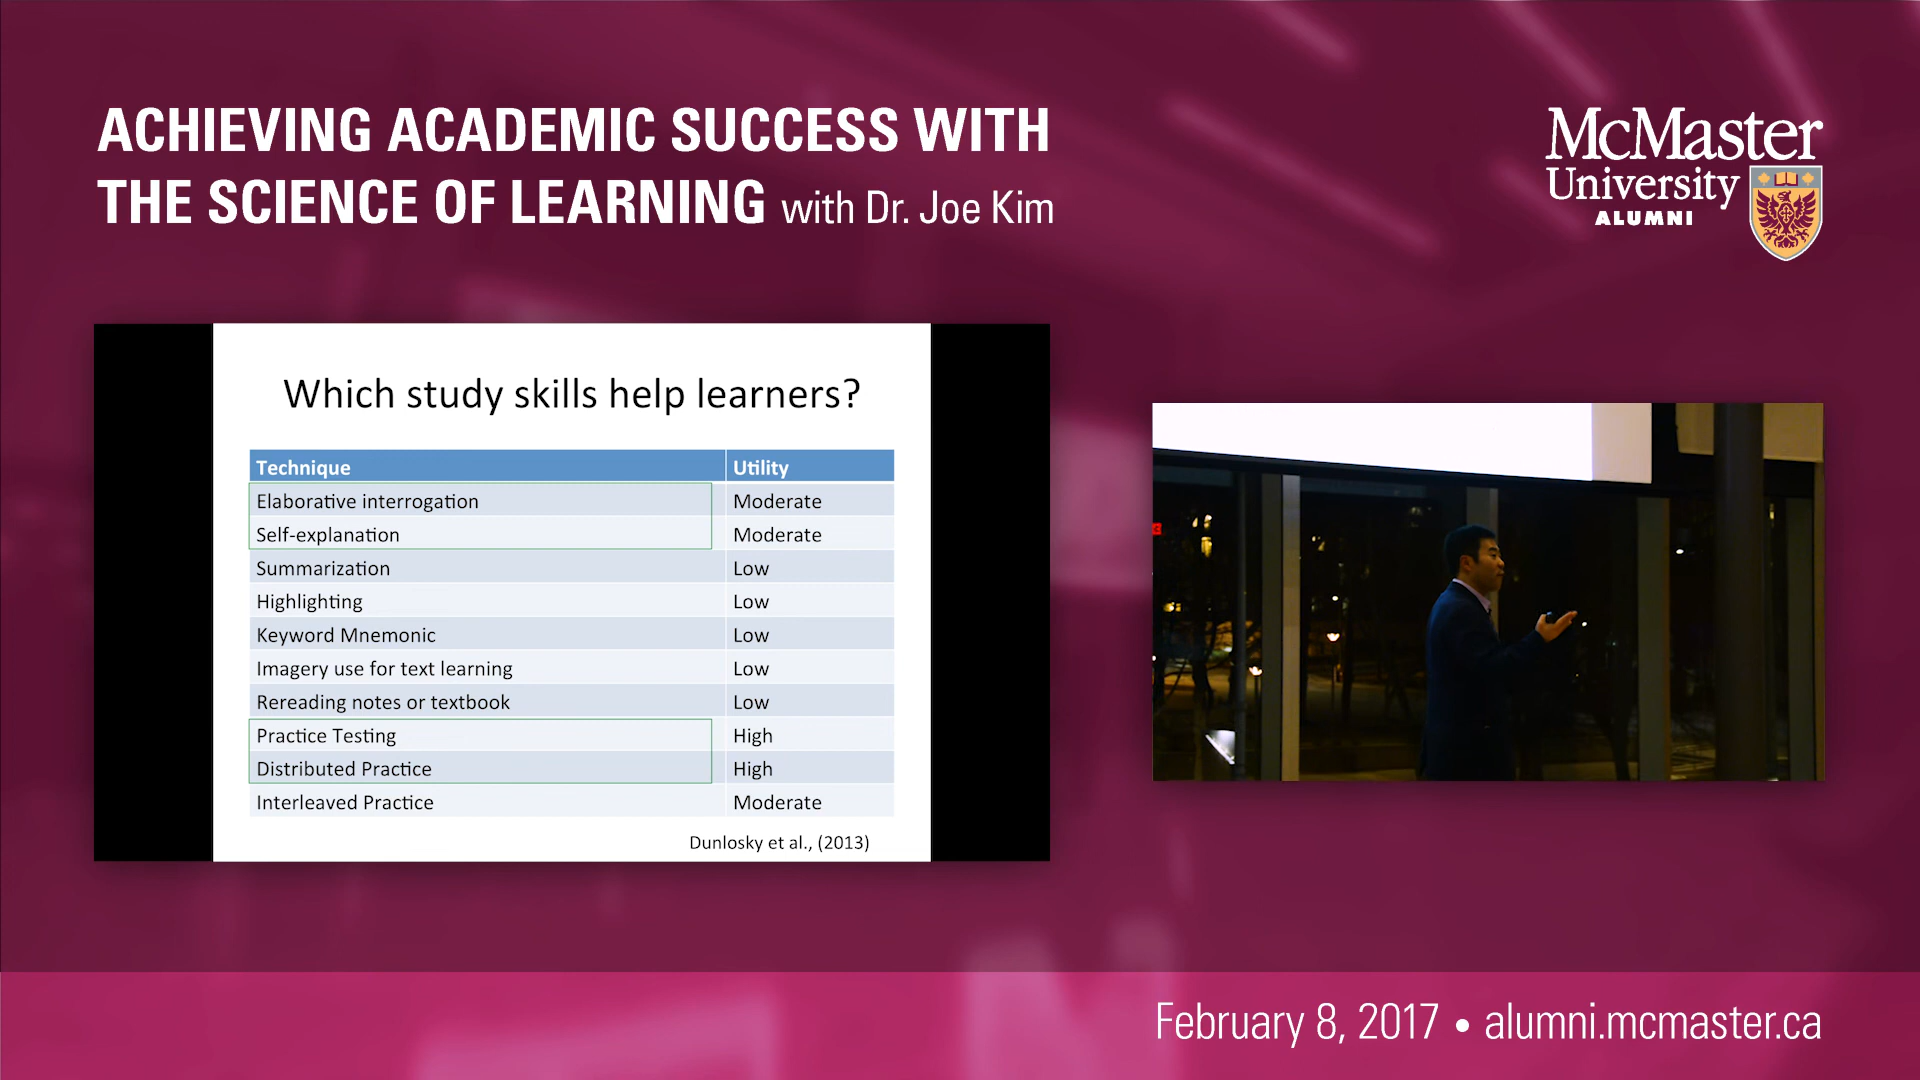 ACHIEVING ACADEMIC SUCCESS WITH
THE SCIENCE OF LEARNING with Dr. Joe Kim
McMaster
University
ALUMNI
Which study skills help learners?
Technique Utility
Elaborative interrogation Moderate
Self-explanation Moderate
Summarization Low
Highlighting Low
Keyword Mnemonic Low
Imagery use for text learning Low
Rereading notes or textbook Low
Practice Testing High
Distributed Practice High
Interleaved Practice Moderate
Dunlosky et al., (2013)
February 8, 2017 • alumni.mcmaster.ca